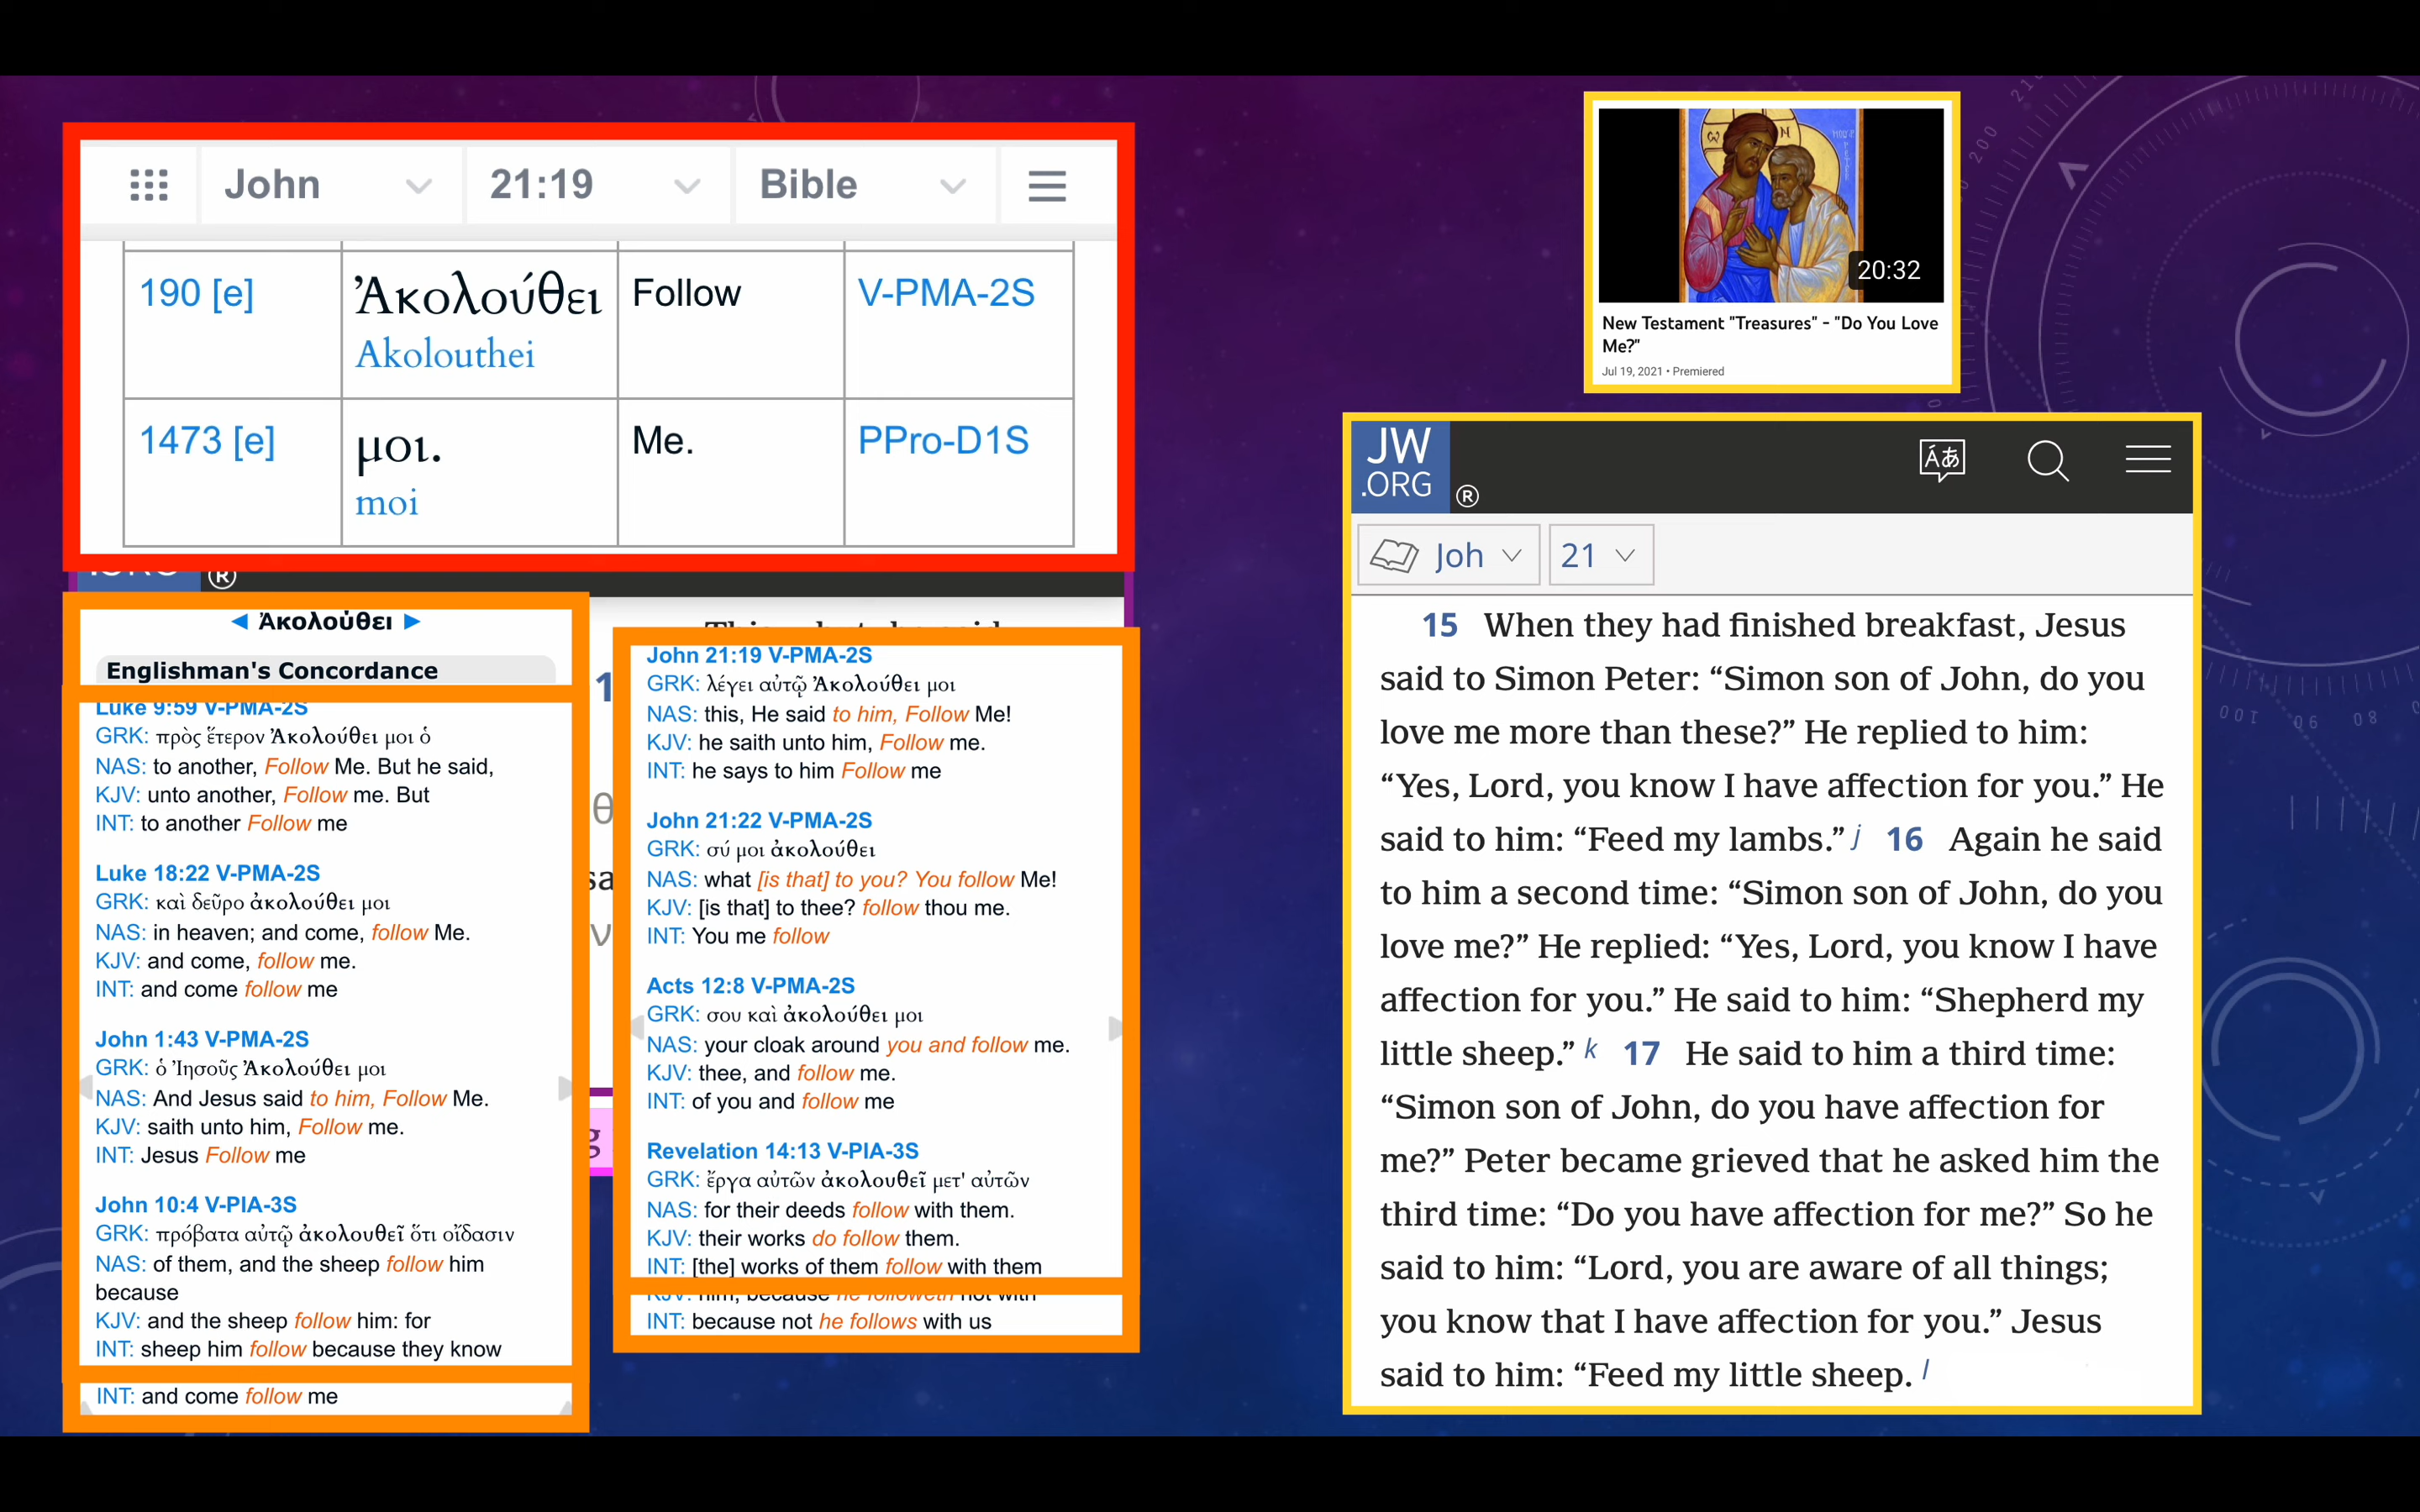 John
21:19
Bible
190 [e]
Ἀκολούθει
Akolouthei
Follow
V-PMA-2S
1473 [e]
μοι.
moi
Me.
PPro-D1S
®
◄ Ἀκολούθει ►
Englishman's Concordance
Luke 9:59 V-PMA-2S
GRK: πρὸς ἕτερον Ἀκολούθει μοι ὁ
NAS: to another, Follow Me. But he said,
KJV: unto another, Follow me. But
INT: to another Follow me
Luke 18:22 V-PMA-2S
GRK: καὶ δεῦρο ἀκολούθει μοι
NAS: in heaven; and come, follow Me.
KJV: and come, follow me.
INT: and come follow me
John 1:43 V-PMA-2S
GRK: ὁ Ἰησοῦς Ἀκολούθει μοι
NAS: And Jesus said to him, Follow Me.
KJV: saith unto him, Follow me.
INT: Jesus Follow me
John 10:4 V-PIA-3S
GRK: πρόβατα αὐτῷ ἀκολουθεῖ ὅτι οἴδασιν
NAS: of them, and the sheep follow him
because
KJV: and the sheep follow him: for
INT: sheep him follow because they know
INT: and come follow me
John 21:19 V-PMA-2S
GRK: λέγει αὐτῷ Ἀκολούθει μοι
NAS: this, He said to him, Follow Me!
KJV: he saith unto him, Follow me.
INT: he says to him Follow me
John 21:22 V-PMA-2S
GRK: σύ μοι ἀκολούθει
NAS: what [is that] to you? You follow Me!
KJV: [is that] to thee? follow thou me.
INT: You me follow
Acts 12:8 V-PMA-2S
GRK: σου καὶ ἀκολούθει μοι
NAS: your cloak around you and follow me.
KJV: thee, and follow me.
INT: of you and follow me
Revelation 14:13 V-PIA-3S
GRK: ἔργα αὐτῶν ἀκολουθεῖ μετ' αὐτῶν
NAS: for their deeds follow with them.
KJV: their works do follow them.
INT: [the] works of them follow with them
KJV: him, because he followeth not with
INT: because not he follows with us
20:32
New Testament "Treasures" - "Do You Love
Me?"
Jul 19, 2021 • Premiered
JW
.ORG ®
Joh
21
15 When they had finished breakfast, Jesus
said to Simon Peter: “Simon son of John, do you
love me more than these?” He replied to him:
“Yes, Lord, you know I have affection for you.” He
said to him: “Feed my lambs.” j 16 Again he said
to him a second time: “Simon son of John, do you
love me?” He replied: “Yes, Lord, you know I have
affection for you.” He said to him: “Shepherd my
little sheep.” k 17 He said to him a third time:
“Simon son of John, do you have affection for
me?” Peter became grieved that he asked him the
third time: “Do you have affection for me?” So he
said to him: “Lord, you are aware of all things;
you know that I have affection for you.” Jesus
said to him: “Feed my little sheep. l